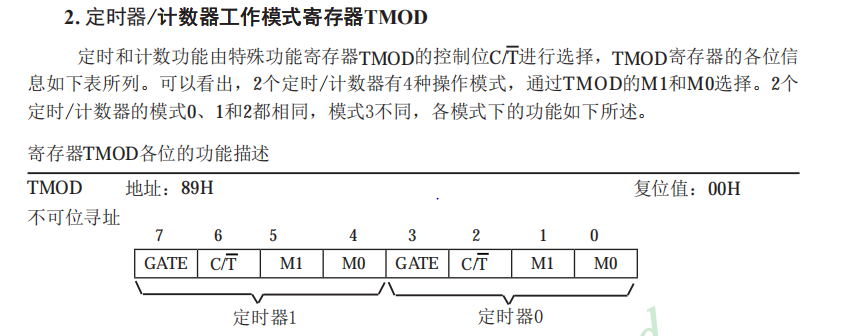 2. 定时器/计数器工作模式寄存器TMOD
定时和计数功能由特殊功能寄存器TMOD的控制位C/T̅进行选择，TMOD寄存器的各位信
息如下表所列。可以看出，2个定时/计数器有4种操作模式，通过TMOD的M1和M0选择。2个
定时/计数器的模式0、1和2都相同，模式3不同，各模式下的功能如下所述。
寄存器TMOD各位的功能描述
TMOD 地址：89H 复位值：00H
不可位寻址
7 6 5 4 3 2 1 0
GATE C/T̅ M1 M0 GATE C/T̅ M1 M0
定时器1 定时器0